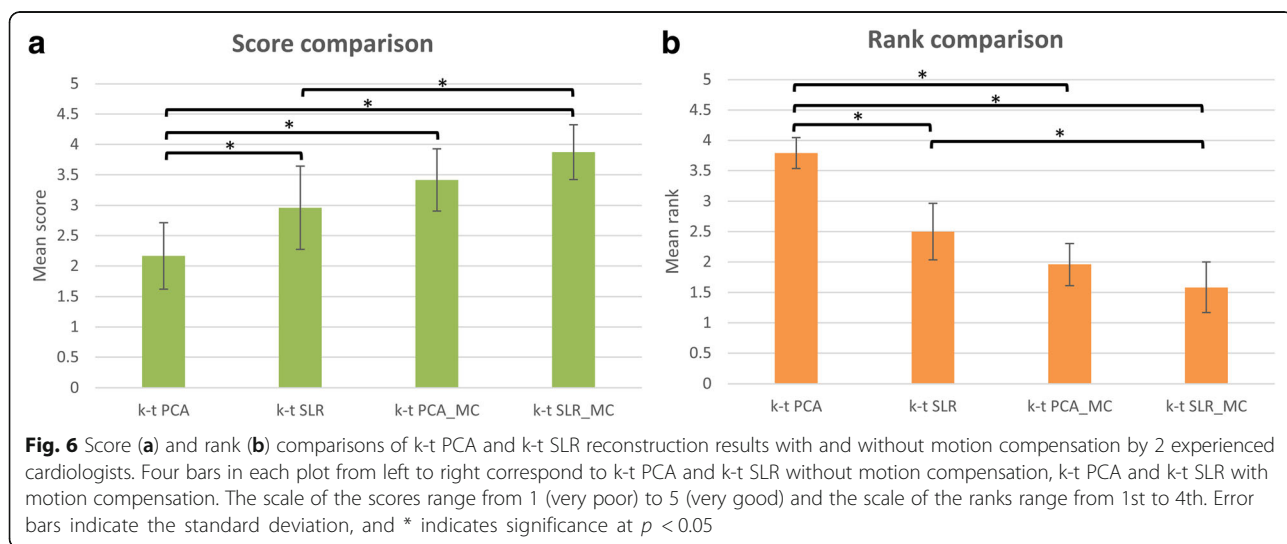 a
Score comparison
5
4.5
4
3.5
3
2.5
2
1.5
1
0.5
0
Mean score
*
*
*
*
k-t PCA k-t SLR k-t PCA_MC k-t SLR_MC
b
Rank comparison
5
4.5
4
3.5
3
2.5
2
1.5
1
0.5
0
Mean rank
*
*
*
*
k-t PCA k-t SLR k-t PCA_MC k-t SLR_MC
Fig. 6 Score (a) and rank (b) comparisons of k-t PCA and k-t SLR reconstruction results with and without motion compensation by 2 experienced
cardiologists. Four bars in each plot from left to right correspond to k-t PCA and k-t SLR without motion compensation, k-t PCA and k-t SLR with
motion compensation. The scale of the scores range from 1 (very poor) to 5 (very good) and the scale of the ranks range from 1st to 4th. Error
bars indicate the standard deviation, and * indicates significance at p < 0.05